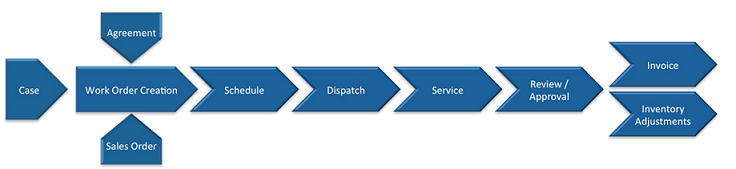 Agreement
Case
Work Order Creation
Schedule
Dispatch
Service
Review /
Approval
Invoice
Inventory
Adjustments
Sales Order